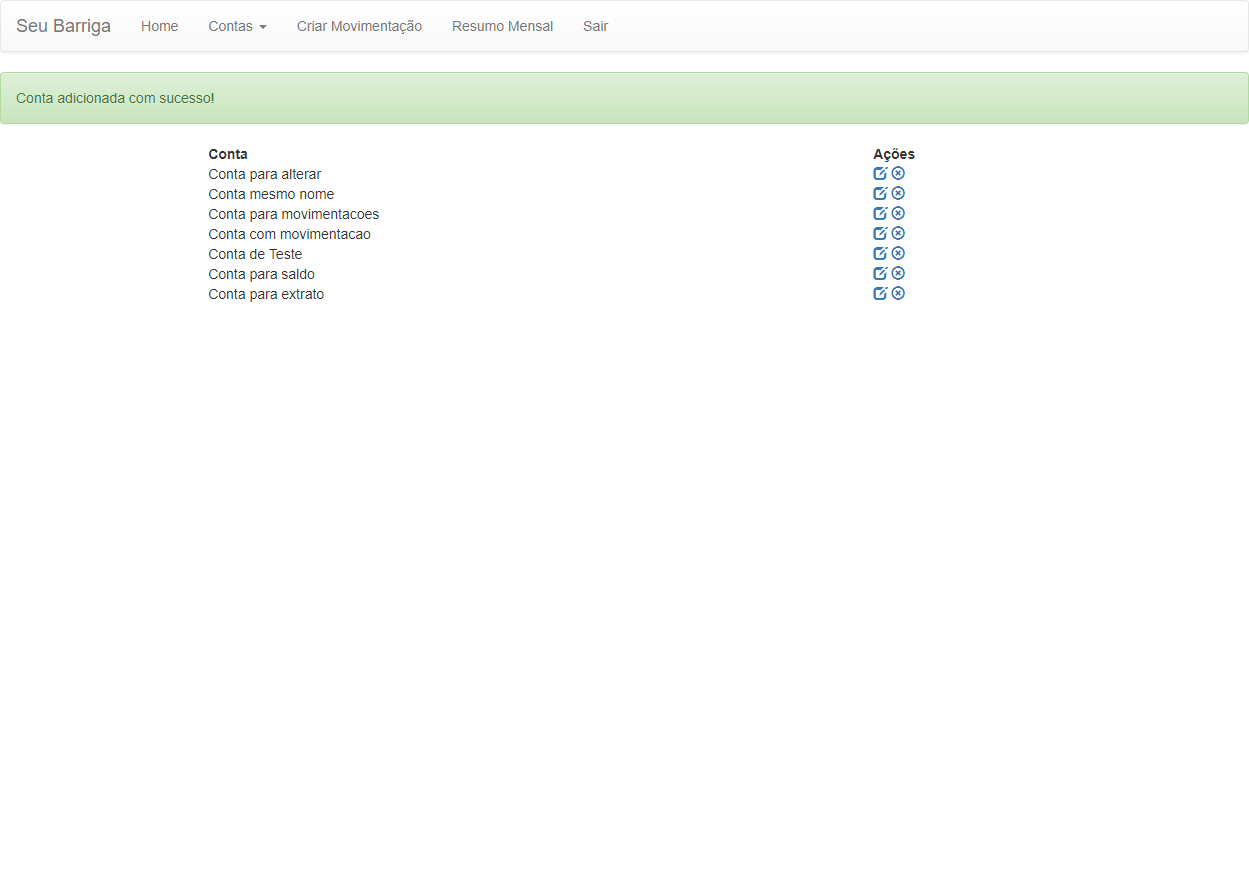 Seu Barriga Home Contas Criar Movimentação Resumo Mensal Sair
Conta adicionada com sucesso!
Conta Ações
Conta para alterar
Conta mesmo nome
Conta para movimentacoes
Conta com movimentacao
Conta de Teste
Conta para saldo
Conta para extrato